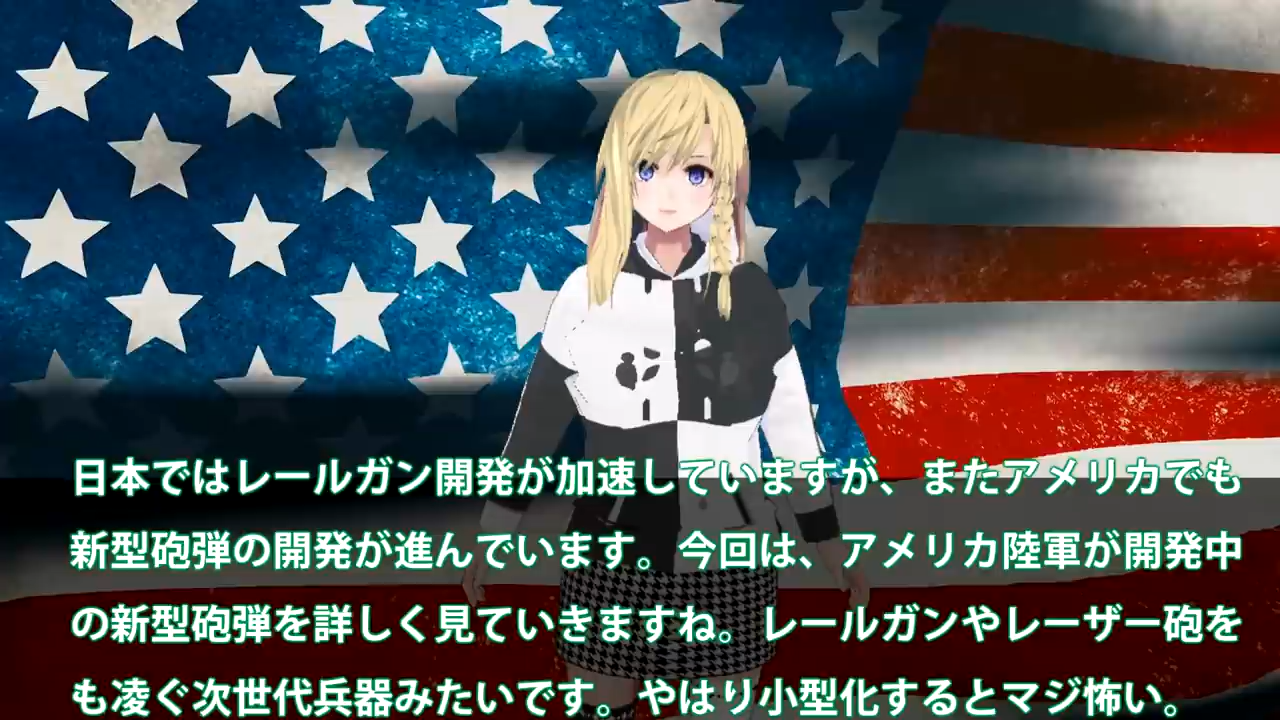 日本ではレールガン開発が加速していますが、またアメリカでも
新型砲弾の開発が進んでいます。今回は、アメリカ陸軍が開発中
の新型砲弾を詳しく見ていきますね。レールガンやレーザー砲を
も凌ぐ次世代兵器みたいです。やはり小型化するとマジ怖い。